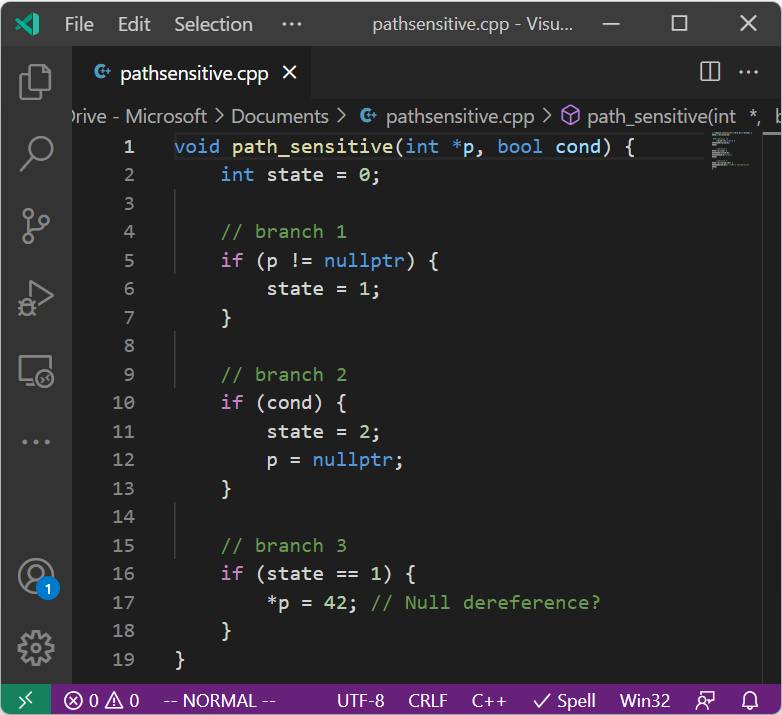 File Edit Selection ··· pathsensitive.cpp - Visu...
pathsensitive.cpp
Drive - Microsoft > Documents > pathsensitive.cpp > path_sensitive(int *, b
1 void path_sensitive(int *p, bool cond) {
2 int state = 0;
3
4 // branch 1
5 if (p != nullptr) {
6 state = 1;
7 }
8
9 // branch 2
10 if (cond) {
11 state = 2;
12 p = nullptr;
13 }
14
15 // branch 3
16 if (state == 1) {
17 *p = 42; // Null dereference?
18 }
19 }
1
0 0 -- NORMAL -- UTF-8 CRLF C++ Spell Win32